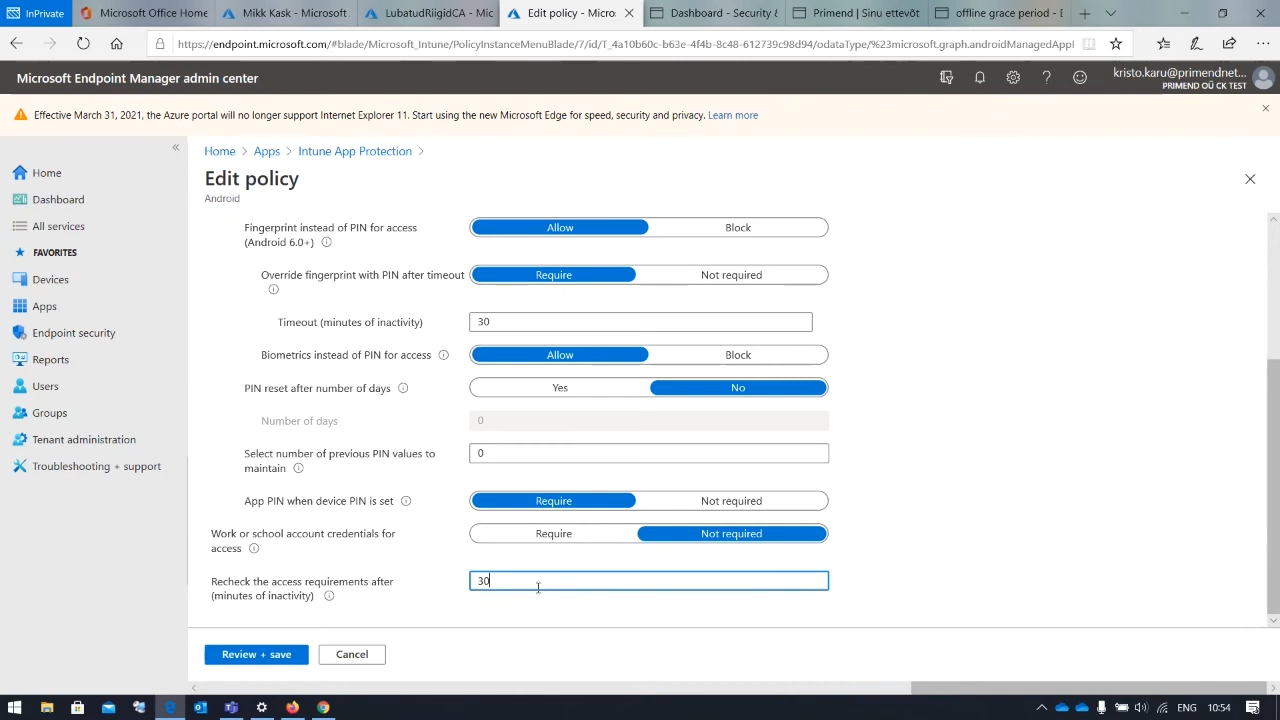 InPrivate
Microsoft Office Home
Mikk Kask - Microsoft
LubatudRiigidCA - Mic
Edit policy - Micros
Dashboard - Security &
Primend | Sinu ettevõt
offline grace period - D
https://endpoint.microsoft.com/#blade/Microsoft_Intune/PolicyInstanceMenuBlade/7/id/T_4a10b60c-b63e-4f4b-8c48-612739c98d94/odataType/%23microsoft.graph.androidManagedAppI
Microsoft Endpoint Manager admin center
kristo.karu@primendnet...
PRIMEND OÜ CK TEST
Effective March 31, 2021, the Azure portal will no longer support Internet Explorer 11. Start using the new Microsoft Edge for speed, security and privacy. Learn more
Home
Dashboard
All services
FAVORITES
Devices
Apps
Endpoint security
Reports
Users
Groups
Tenant administration
Troubleshooting + support
Home > Apps > Intune App Protection >
Edit policy
Android
Fingerprint instead of PIN for access
(Android 6.0+)
Allow Block
Override fingerprint with PIN after timeout
Require Not required
Timeout (minutes of inactivity)
30
Biometrics instead of PIN for access
Allow Block
PIN reset after number of days
Yes No
Number of days
0
Select number of previous PIN values to
maintain
0
App PIN when device PIN is set
Require Not required
Work or school account credentials for
access
Require Not required
Recheck the access requirements after
(minutes of inactivity)
30
Review + save
Cancel
ENG 10:54